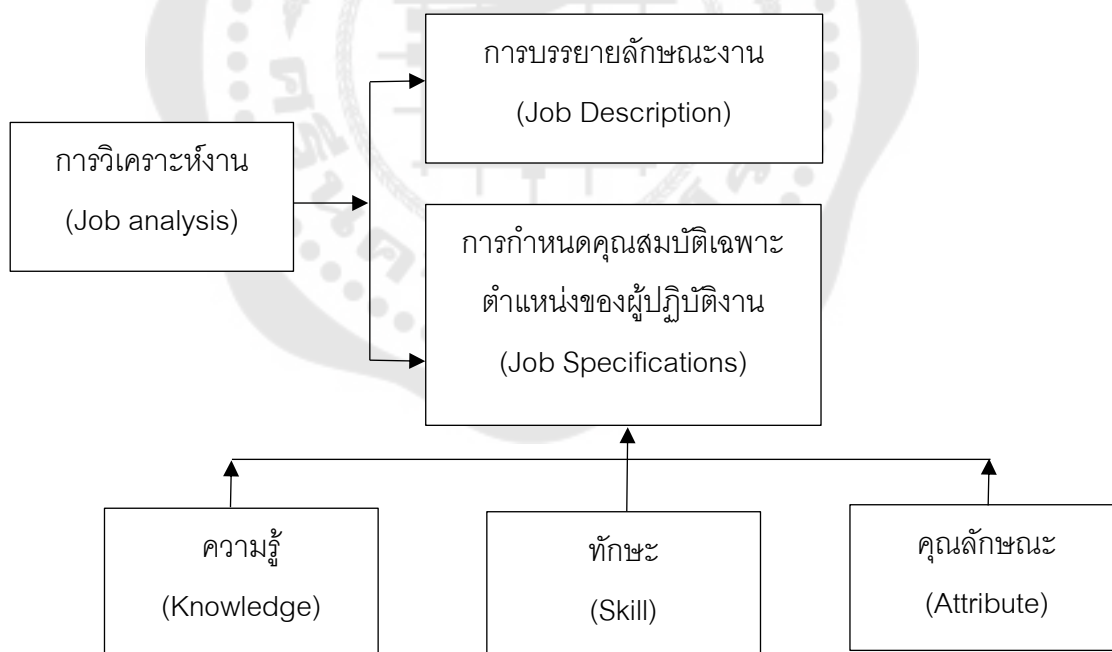 การบรรยายลักษณะงาน
(Job Description)
การวิเคราะห์งาน
(Job analysis)
การกำหนดคุณสมบัติเฉพาะ
ตำแหน่งของผู้ปฏิบัติงาน
(Job Specifications)
ความรู้
(Knowledge)
ทักษะ
(Skill)
คุณลักษณะ
(Attribute)